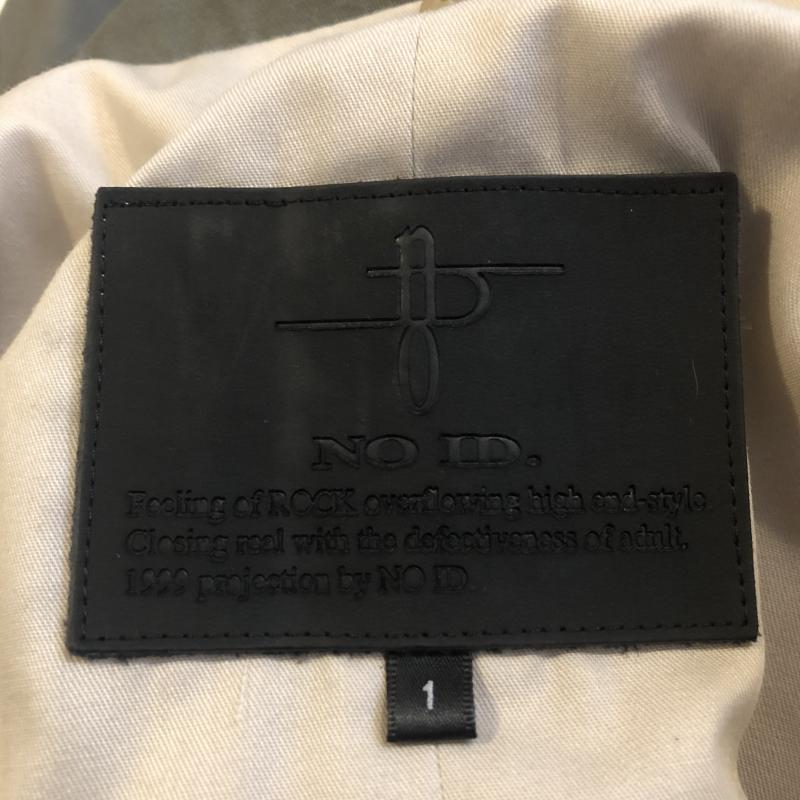 NO ID.
Feeling of ROCK overflowing high end-style.
Closing real with the defectiveness of adult.
1999 projection by NO ID.
1